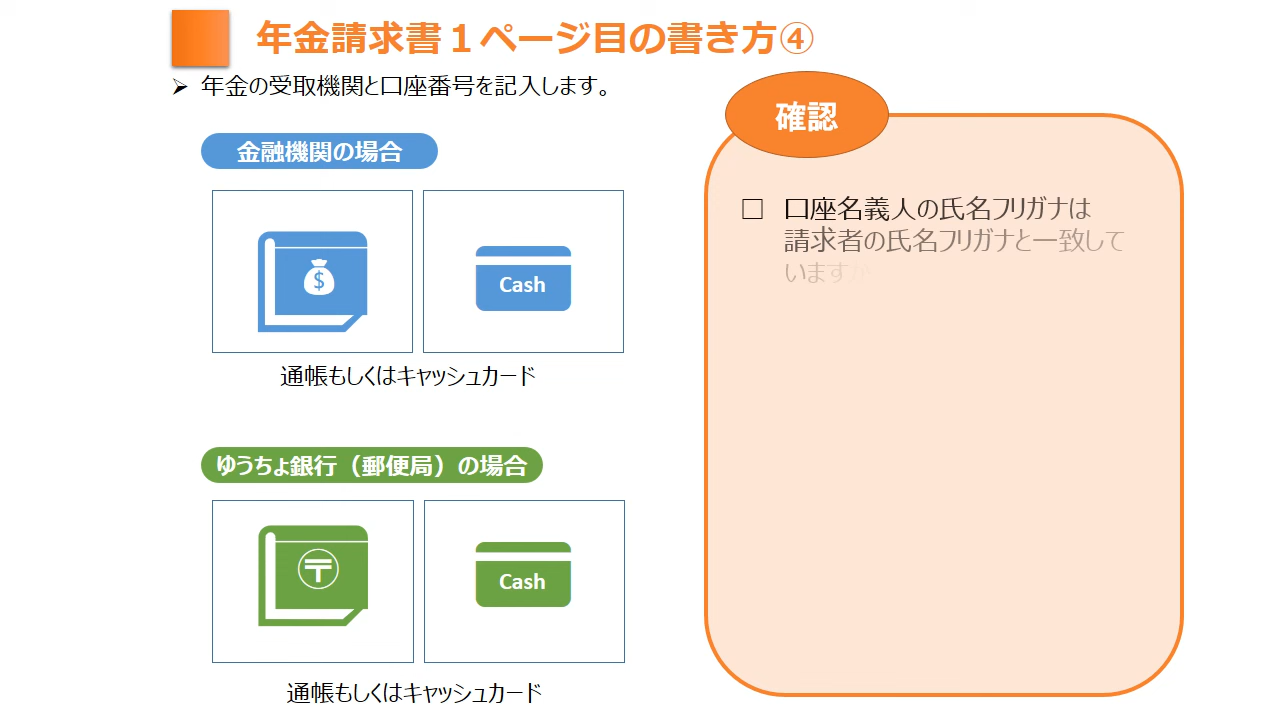 年金請求書１ページ目の書き方④
➢ 年金の受取機関と口座番号を記入します。
金融機関の場合
$
Cash
通帳もしくはキャッシュカード
ゆうちょ銀行（郵便局）の場合
〒
Cash
通帳もしくはキャッシュカード
確認
□ 口座名義人の氏名フリガナは
請求者の氏名フリガナと一致して
いますか